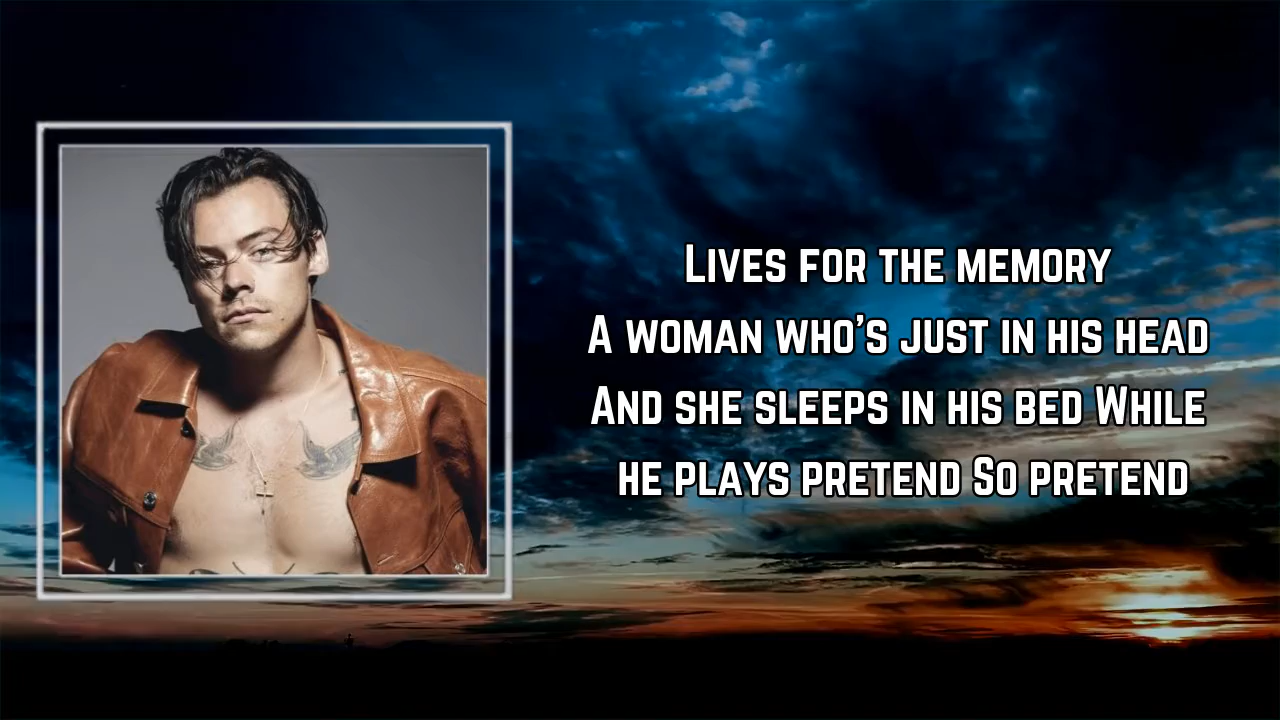 Lives for the memory
A woman who's just in his head
And she sleeps in his bed While
he plays pretend So pretend